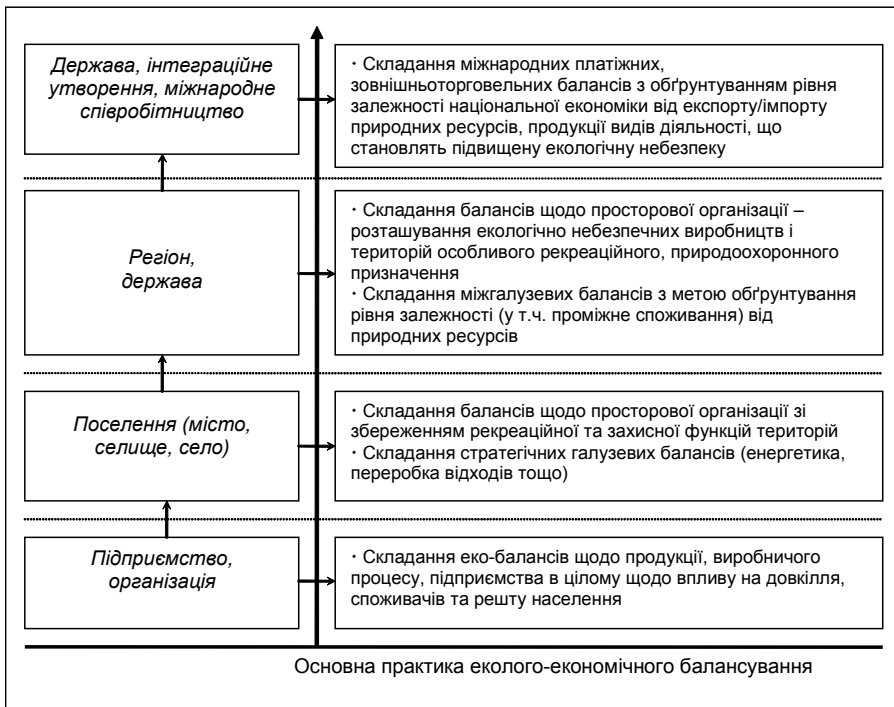 Держава, інтеграційне
утворення, міжнародне
співробітництво
· Складання міжнародних платіжних,
зовнішньоторговельних балансів з обґрунтуванням рівня
залежності національної економіки від експорту/імпорту
природних ресурсів, продукції видів діяльності, що
становлять підвищену екологічну небезпеку
Регіон,
держава
· Складання балансів щодо просторової організації –
розташування екологічно небезпечних виробництв і
територій особливого рекреаційного, природоохоронного
призначення
· Складання міжгалузевих балансів з метою обґрунтування
рівня залежності (у т.ч. проміжне споживання) від
природних ресурсів
Поселення (місто,
селище, село)
· Складання балансів щодо просторової організації зі
збереженням рекреаційної та захисної функцій територій
· Складання стратегічних галузевих балансів (енергетика,
переробка відходів тощо)
Підприємство,
організація
· Складання еко-балансів щодо продукції, виробничого
процесу, підприємства в цілому щодо впливу на довкілля,
споживачів та решту населення
Основна практика еколого-економічного балансування